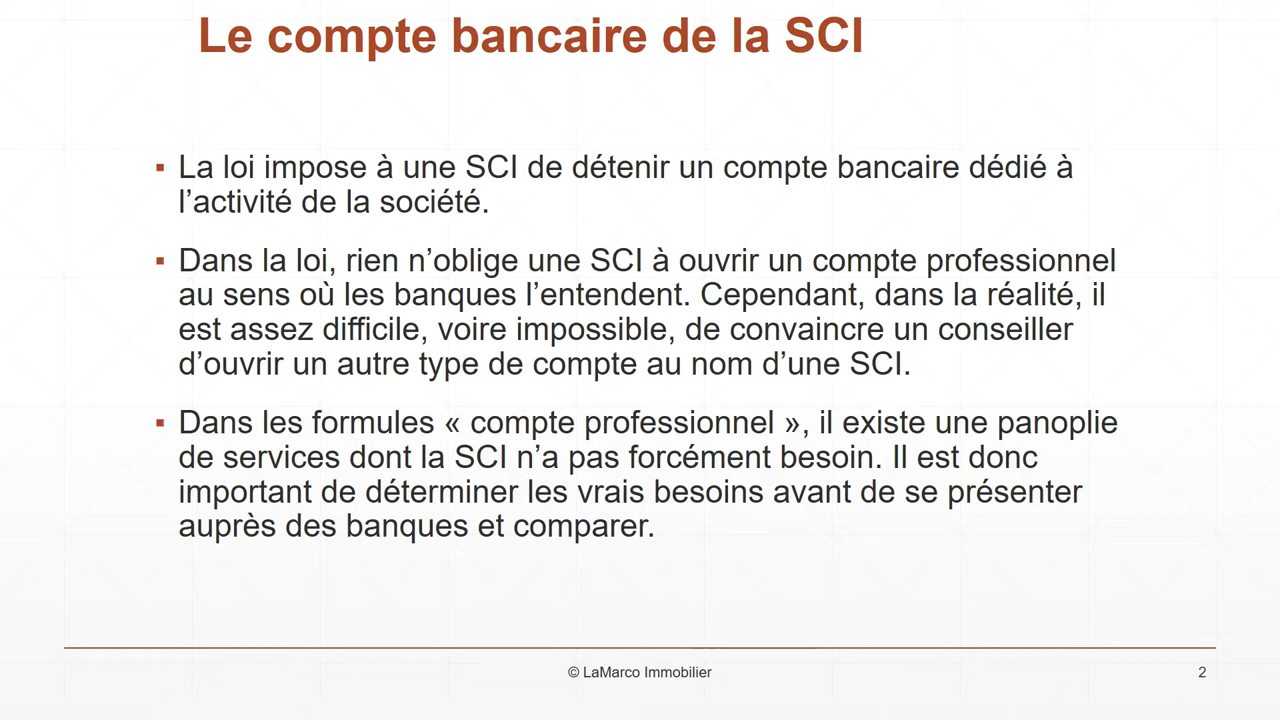 Le compte bancaire de la SCI
▪ La loi impose à une SCI de détenir un compte bancaire dédié à
l’activité de la société.
▪ Dans la loi, rien n’oblige une SCI à ouvrir un compte professionnel
au sens où les banques l’entendent. Cependant, dans la réalité, il
est assez difficile, voire impossible, de convaincre un conseiller
d’ouvrir un autre type de compte au nom d’une SCI.
▪ Dans les formules « compte professionnel », il existe une panoplie
de services dont la SCI n’a pas forcément besoin. Il est donc
important de déterminer les vrais besoins avant de se présenter
auprès des banques et comparer.
© LaMarco Immobilier
2